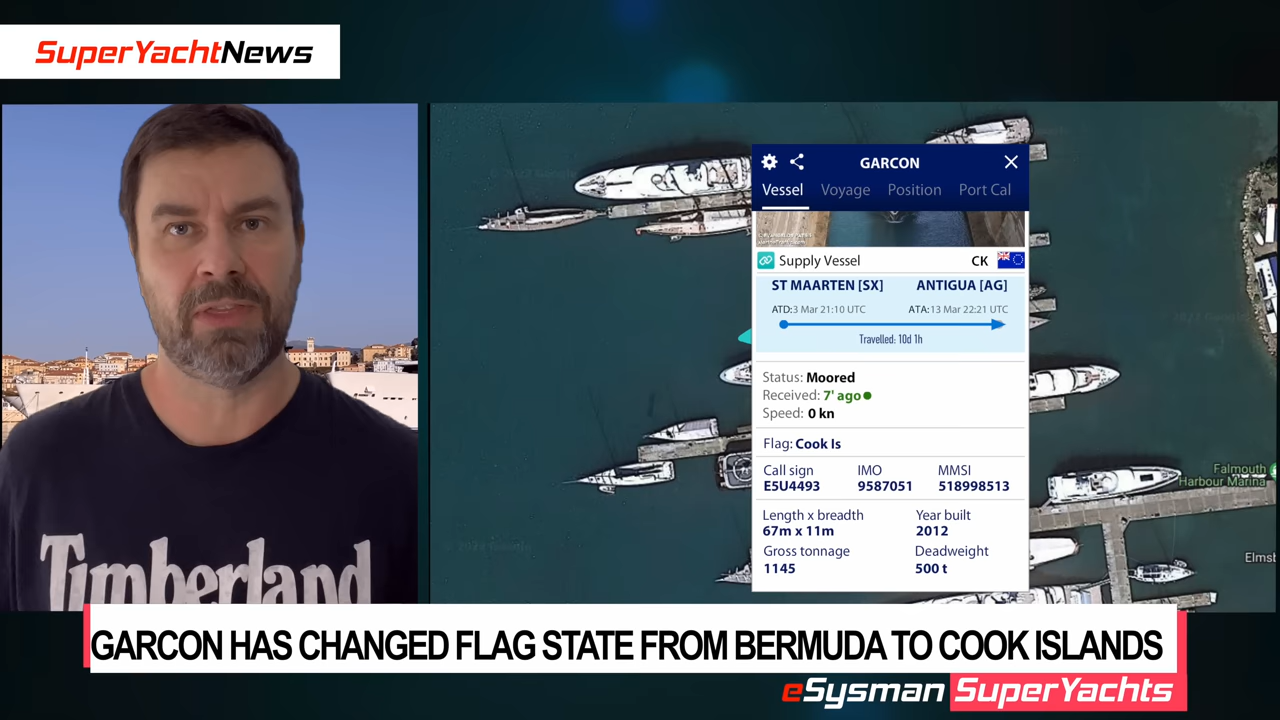 SuperYachtNews
GARCON
Vessel Voyage Position Port Cal
Supply Vessel CK
ST MAARTEN [SX] ANTIGUA [AG]
ATD:3 Mar 21:10 UTC ATA:13 Mar 22:21 UTC
Travelled: 10d 1h
Status: Moored
Received: 7' ago
Speed: 0 kn
Flag: Cook Is
Call sign IMO MMSI
E5U4493 9587051 518998513
Length x breadth Year built
67m x 11m 2012
Gross tonnage Deadweight
1145 500 t
Falmouth
Harbour Marina
Elmsb
Timberland
GARCON HAS CHANGED FLAG STATE FROM BERMUDA TO COOK ISLANDS
eSysman SuperYachts